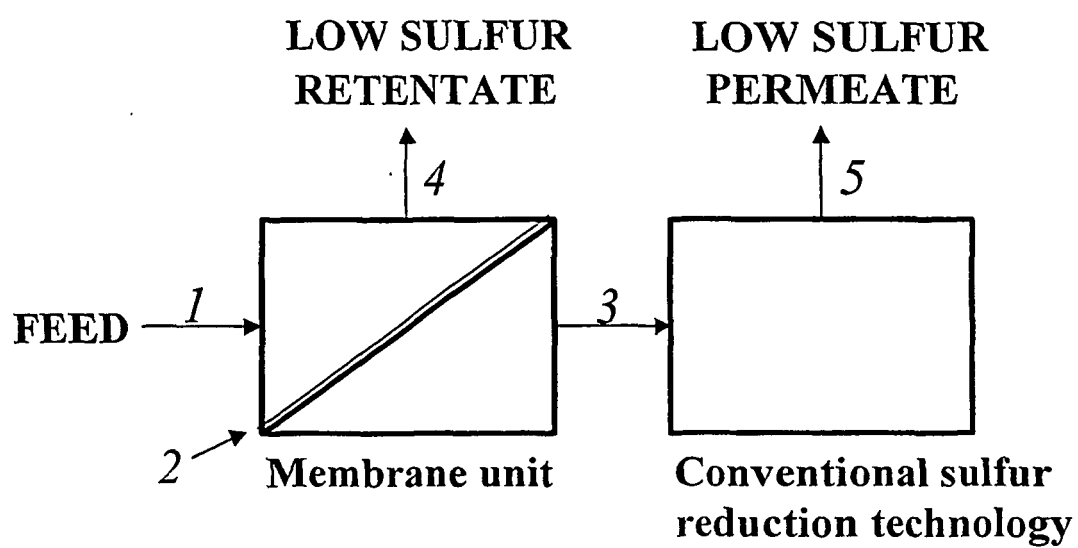 LOW SULFUR
RETENTATE
LOW SULFUR
PERMEATE
4
5
FEED
1
3
2
Membrane unit
Conventional sulfur
reduction technology